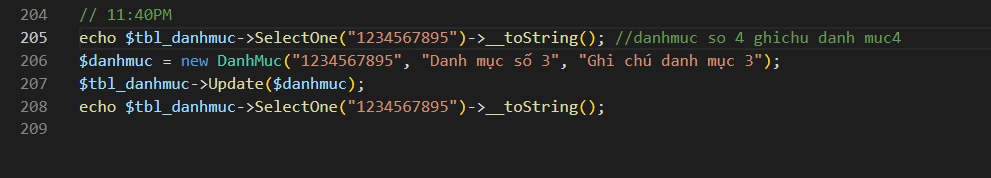 204 // 11:40PM
205 echo $tbl_danhmuc->SelectOne("1234567895")->__toString(); //danhmuc so 4 ghichu danh muc4
206 $danhmuc = new DanhMuc("1234567895", "Danh mục số 3", "Ghi chú danh mục 3");
207 $tbl_danhmuc->Update($danhmuc);
208 echo $tbl_danhmuc->SelectOne("1234567895")->__toString();
209